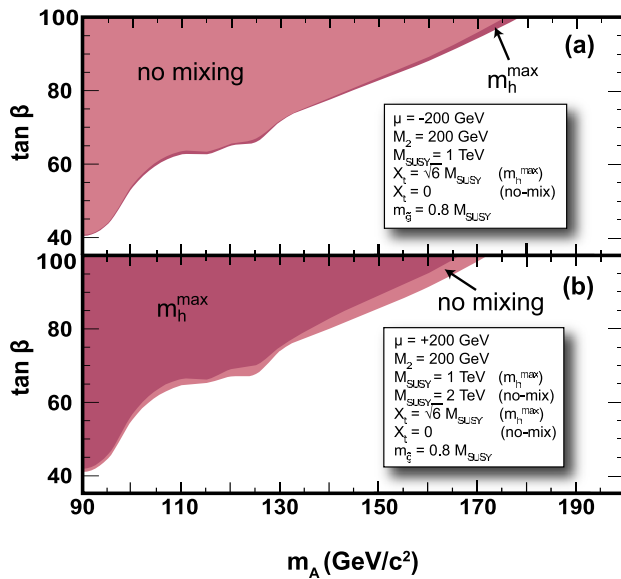 100
80
60
40
tan β
no mixing
(a)
m_h^max
μ = -200 GeV
M₂ = 200 GeV
M_SUSY = 1 TeV
X_t = √6 M_SUSY (m_h^max)
X_t = 0 (no-mix)
m_g̃ = 0.8 M_SUSY
100
80
60
40
tan β
m_h^max
no mixing
(b)
μ = +200 GeV
M₂ = 200 GeV
M_SUSY = 1 TeV (m_h^max)
M_SUSY = 2 TeV (no-mix)
X_t = √6 M_SUSY (m_h^max)
X_t = 0 (no-mix)
m_g̃ = 0.8 M_SUSY
90 110 130 150 170 190
m_A (GeV/c²)